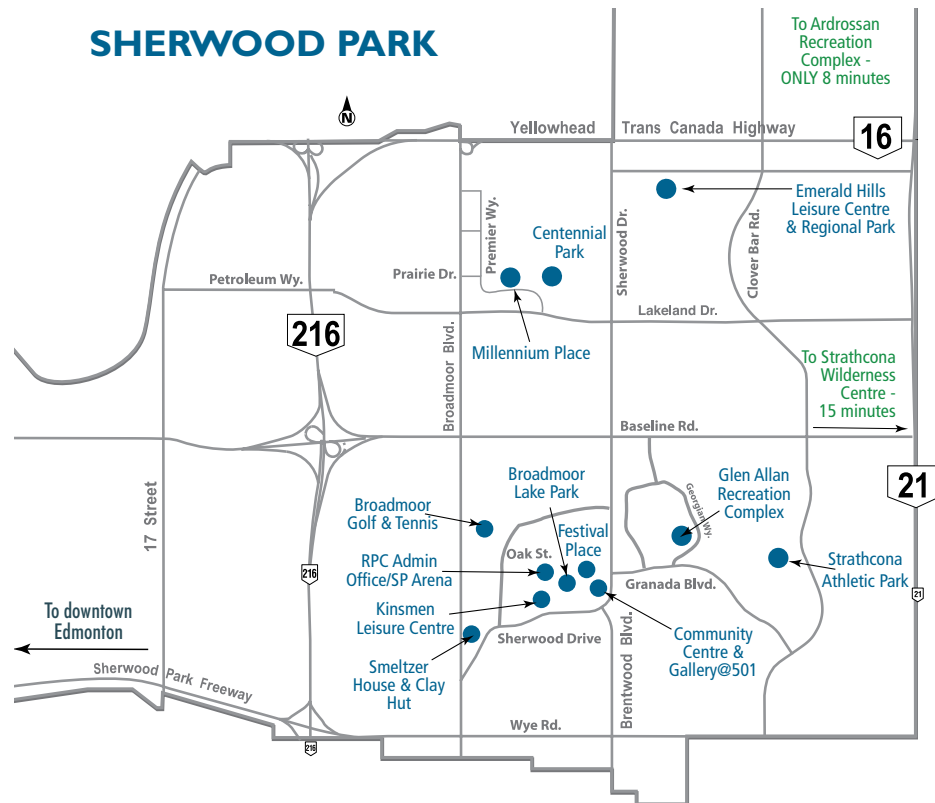 SHERWOOD PARK
To Ardrossan
Recreation
Complex -
ONLY 8 minutes
N
Yellowhead Trans Canada Highway
16
Emerald Hills
Leisure Centre
& Regional Park
Premier Wy.
Centennial
Park
Sherwood Dr.
Clover Bar Rd.
Petroleum Wy.
Prairie Dr.
Lakeland Dr.
216
Millennium Place
Broadmoor Blvd.
To Strathcona
Wilderness
Centre -
15 minutes
Baseline Rd.
21
17 Street
Broadmoor
Golf & Tennis
Broadmoor
Lake Park
Festival
Place
Georgian Wy.
Glen Allan
Recreation
Complex
Oak St.
RPC Admin
Office/SP Arena
216
Granada Blvd.
Strathcona
Athletic Park
21
Kinsmen
Leisure Centre
To downtown
Edmonton
Sherwood Drive
Brentwood Blvd.
Community
Centre &
Gallery@501
Smeltzer
House & Clay
Hut
Sherwood Park Freeway
Wye Rd.
216